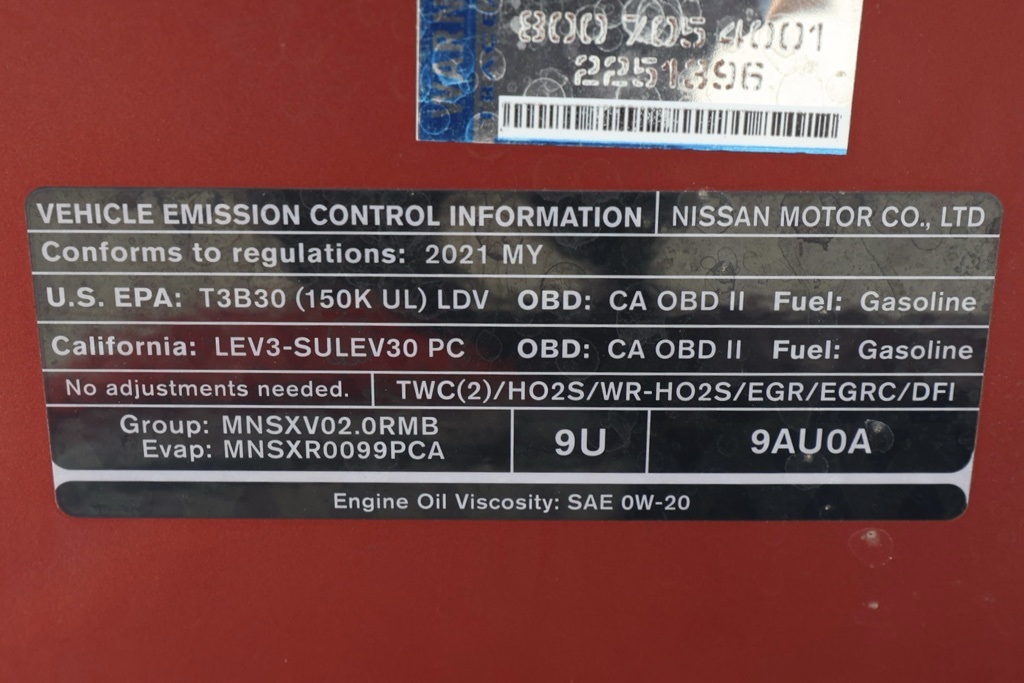 WAR
800 705 4001
2251896
VEHICLE EMISSION CONTROL INFORMATION | NISSAN MOTOR CO., LTD
Conforms to regulations: 2021 MY
U.S. EPA: T3B30 (150K UL) LDV OBD: CA OBD II Fuel: Gasoline
California: LEV3-SULEV30 PC OBD: CA OBD II Fuel: Gasoline
No adjustments needed. | TWC(2)/HO2S/WR-HO2S/EGR/EGRC/DFI
Group: MNSXV02.0RMB
Evap: MNSXR0099PCA
9U
9AU0A
Engine Oil Viscosity: SAE 0W-20